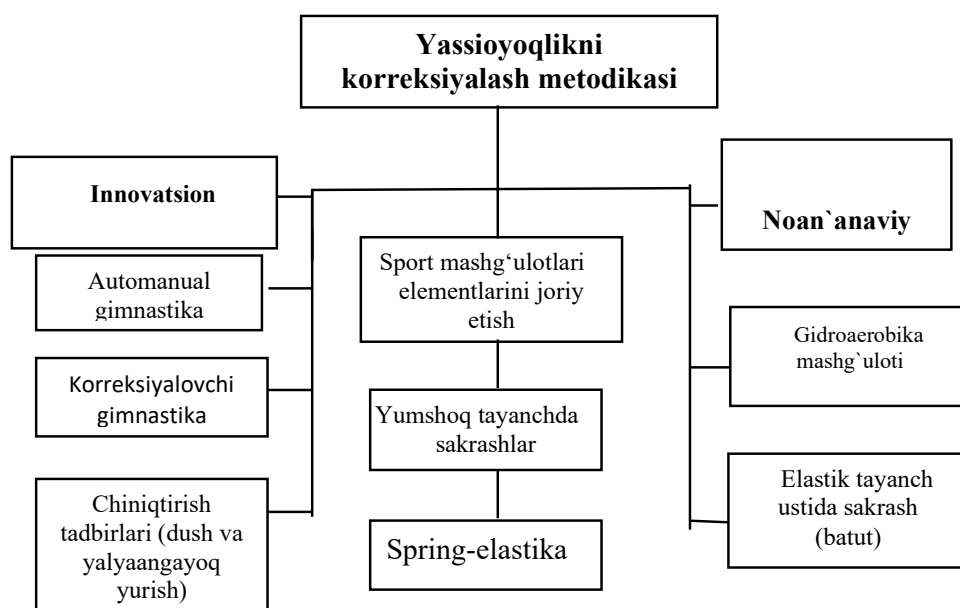 Yassioyoqlikni
korreksiyalash metodikasi
Innovatsion
Noan`anaviy
Sport mashg‘ulotlari
elementlarini joriy
etish
Automanual
gimnastika
Gidroaerobika
mashg`uloti
Korreksiyalovchi
gimnastika
Yumshoq tayanchda
sakrashlar
Elastik tayanch
ustida sakrash
(batut)
Chiniqtirish
tadbirlari (dush va
yalyaangayoq
yurish)
Spring-elastika